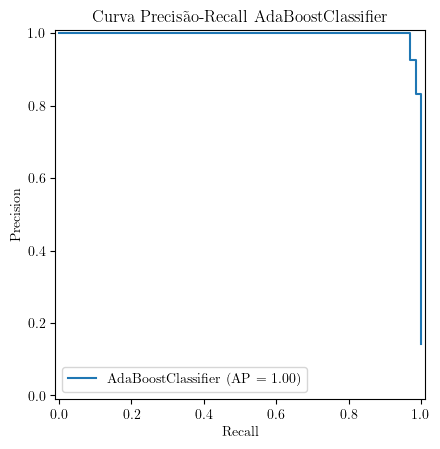 Curva Precisão-Recall AdaBoostClassifier
1.0
0.8
0.6
0.4
0.2
0.0
Precision
AdaBoostClassifier (AP = 1.00)
0.0 0.2 0.4 0.6 0.8 1.0
Recall